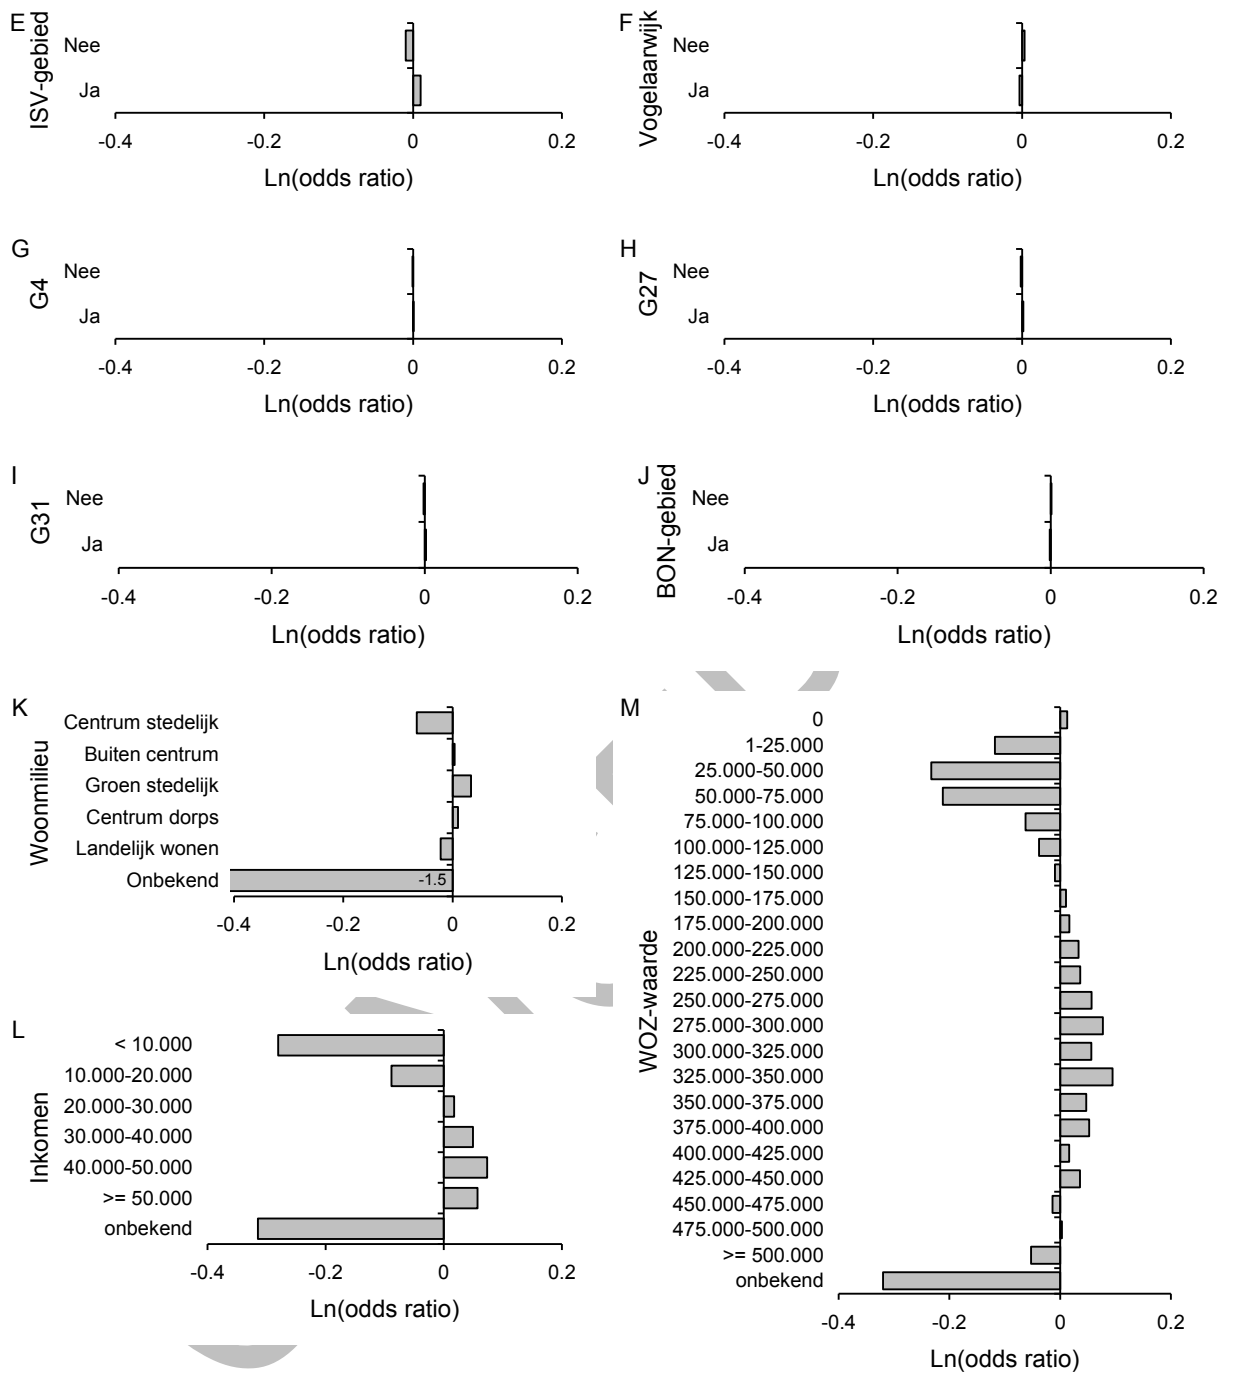 E
ISV-gebied
Nee
Ja
-0.4 -0.2 0 0.2
Ln(odds ratio)
F
Vogelaarwijk
Nee
Ja
-0.4 -0.2 0 0.2
Ln(odds ratio)
G
G4
Nee
Ja
-0.4 -0.2 0 0.2
Ln(odds ratio)
H
G27
Nee
Ja
-0.4 -0.2 0 0.2
Ln(odds ratio)
I
G31
Nee
Ja
-0.4 -0.2 0 0.2
Ln(odds ratio)
J
BON-gebied
Nee
Ja
-0.4 -0.2 0 0.2
Ln(odds ratio)
K
Woonmilieu
Centrum stedelijk
Buiten centrum
Groen stedelijk
Centrum dorps
Landelijk wonen
Onbekend -1.5
-0.4 -0.2 0 0.2
Ln(odds ratio)
L
Inkomen
< 10.000
10.000-20.000
20.000-30.000
30.000-40.000
40.000-50.000
>= 50.000
onbekend
-0.4 -0.2 0 0.2
Ln(odds ratio)
M
WOZ-waarde
0
1-25.000
25.000-50.000
50.000-75.000
75.000-100.000
100.000-125.000
125.000-150.000
150.000-175.000
175.000-200.000
200.000-225.000
225.000-250.000
250.000-275.000
275.000-300.000
300.000-325.000
325.000-350.000
350.000-375.000
375.000-400.000
400.000-425.000
425.000-450.000
450.000-475.000
475.000-500.000
>= 500.000
onbekend
-0.4 -0.2 0 0.2
Ln(odds ratio)